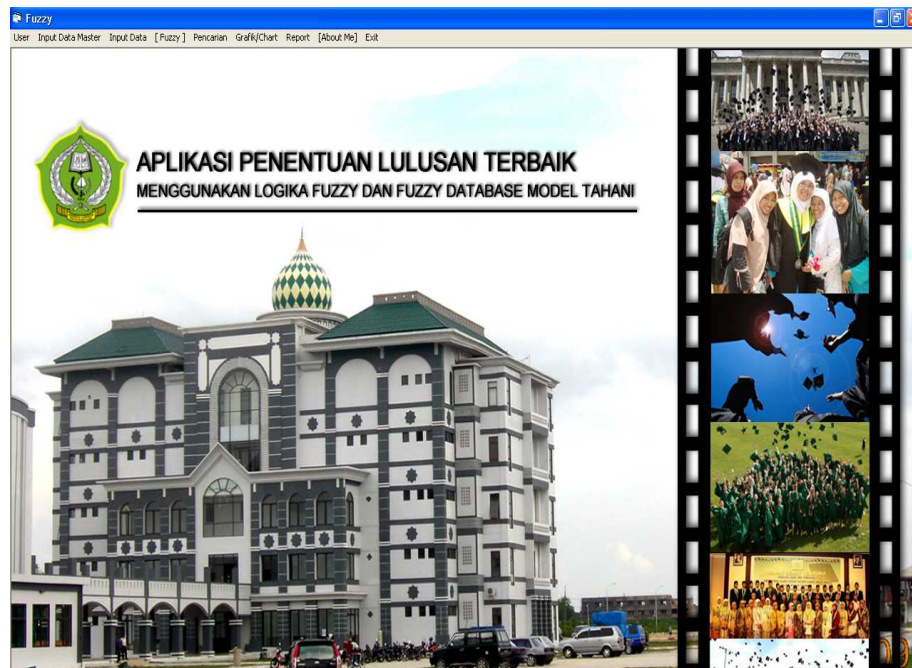 Fuzzy
User Input Data Master Input Data [ Fuzzy ] Pencarian Grafik/Chart Report [About Me] Exit
APLIKASI PENENTUAN LULUSAN TERBAIK
MENGGUNAKAN LOGIKA FUZZY DAN FUZZY DATABASE MODEL TAHANI